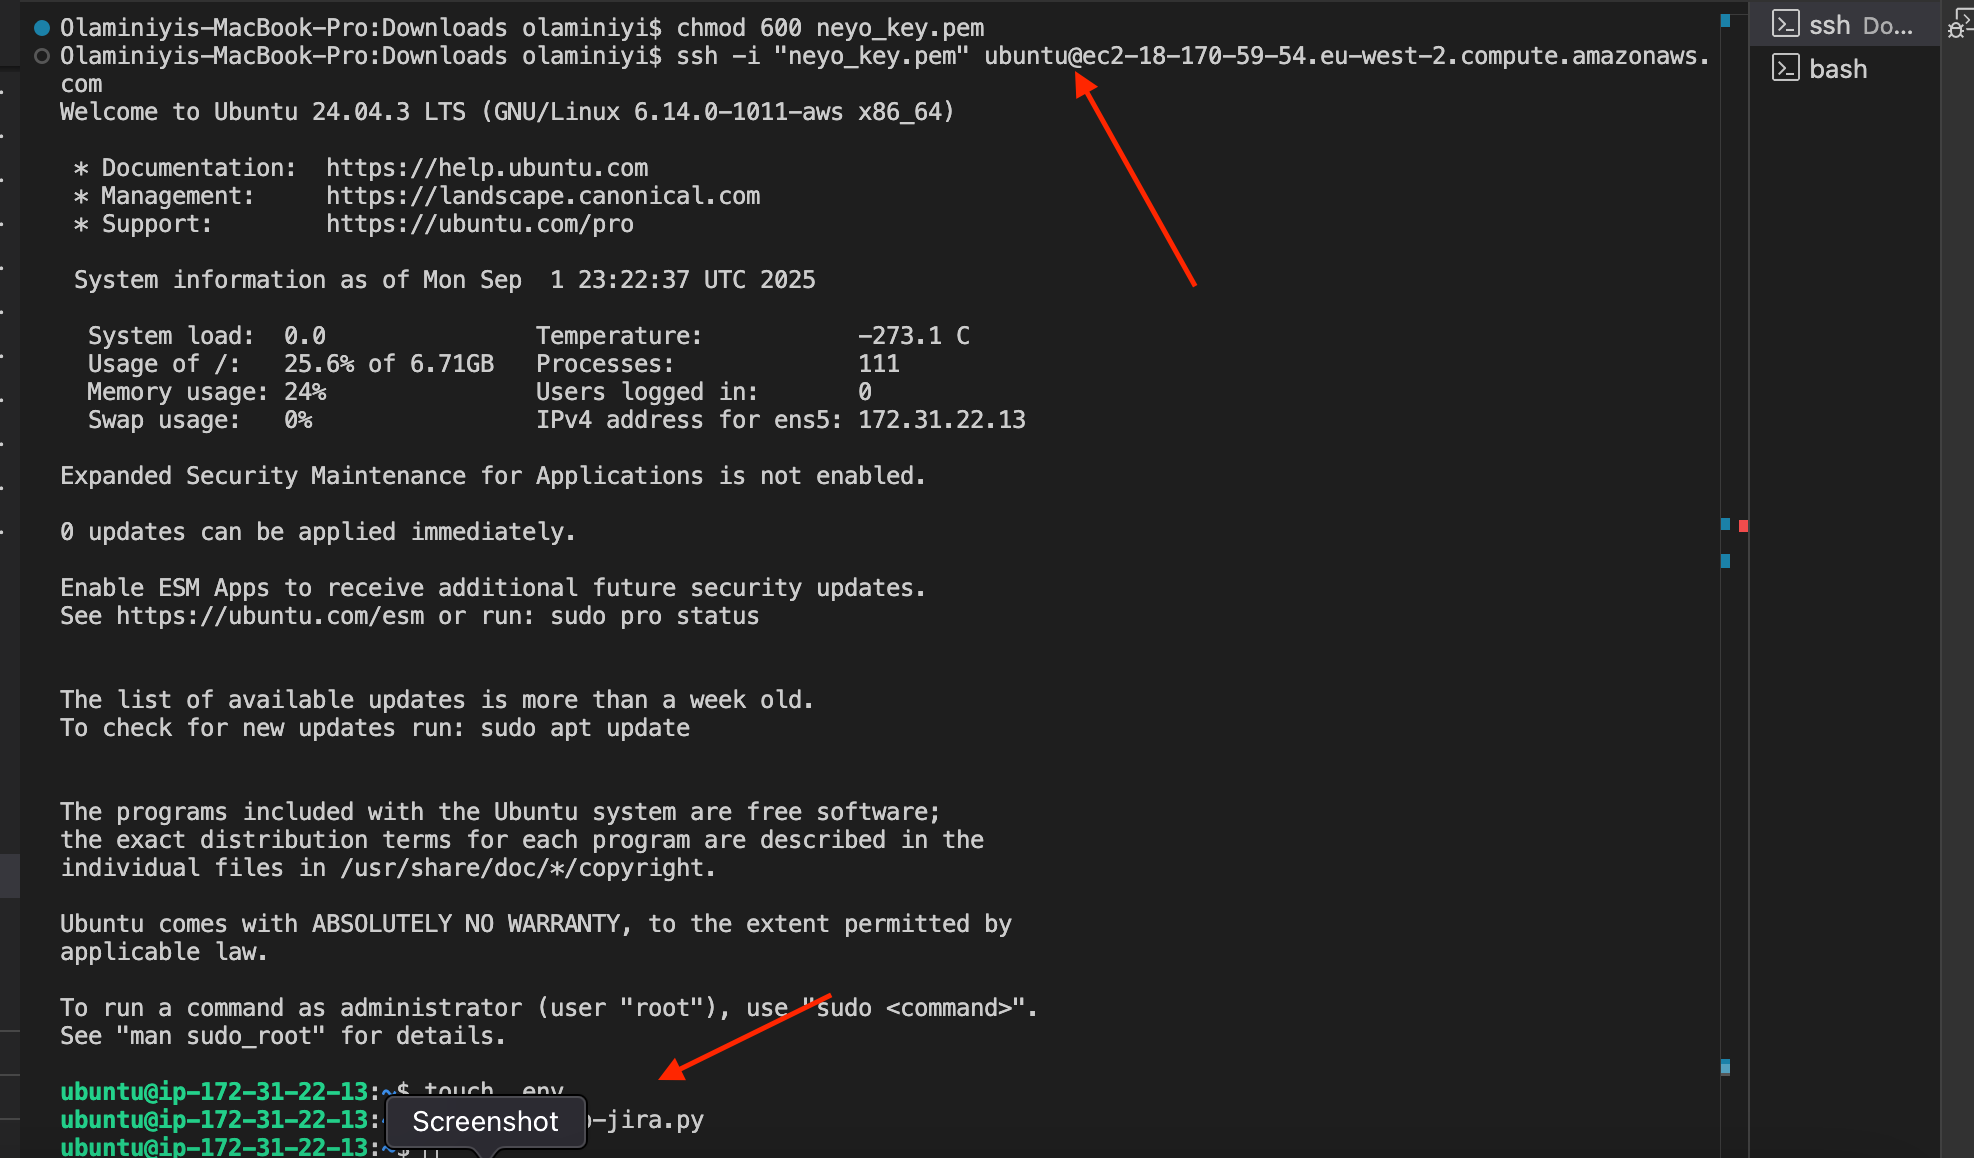 Olaminiyis-MacBook-Pro:Downloads olaminiyi$ chmod 600 neyo_key.pem
Olaminiyis-MacBook-Pro:Downloads olaminiyi$ ssh -i "neyo_key.pem" ubuntu@ec2-18-170-59-54.eu-west-2.compute.amazonaws.
com
Welcome to Ubuntu 24.04.3 LTS (GNU/Linux 6.14.0-1011-aws x86_64)
* Documentation:  https://help.ubuntu.com
* Management:     https://landscape.canonical.com
* Support:        https://ubuntu.com/pro
System information as of Mon Sep  1 23:22:37 UTC 2025
System load:  0.0               Temperature:           -273.1 C
Usage of /:   25.6% of 6.71GB   Processes:             111
Memory usage: 24%               Users logged in:       0
Swap usage:   0%                IPv4 address for ens5: 172.31.22.13
Expanded Security Maintenance for Applications is not enabled.
0 updates can be applied immediately.
Enable ESM Apps to receive additional future security updates.
See https://ubuntu.com/esm or run: sudo pro status
The list of available updates is more than a week old.
To check for new updates run: sudo apt update
The programs included with the Ubuntu system are free software;
the exact distribution terms for each program are described in the
individual files in /usr/share/doc/*/copyright.
Ubuntu comes with ABSOLUTELY NO WARRANTY, to the extent permitted by
applicable law.
To run a command as administrator (user "root"), use "sudo <command>".
See "man sudo_root" for details.
ubuntu@ip-172-31-22-13:~$ touch .env
ubuntu@ip-172-31-22-13: -jira.py
ubuntu@ip-172-31-22-13:~$
Screenshot
ssh Do...
bash